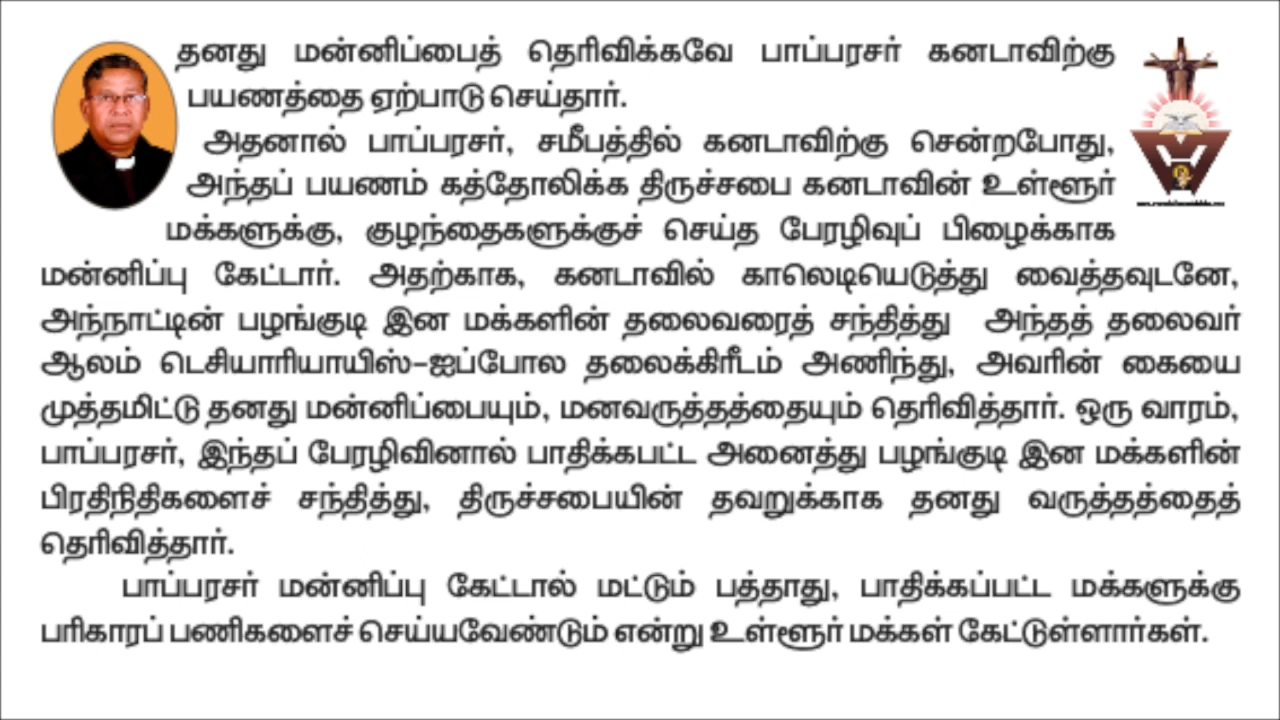 தனது மன்னிப்பைத் தெரிவிக்கவே பாப்பரசர் கனடாவிற்கு
பயணத்தை ஏற்பாடு செய்தார்.
அதனால் பாப்பரசர், சமீபத்தில் கனடாவிற்கு சென்றபோது,
அந்தப் பயணம் கத்தோலிக்க திருச்சபை கனடாவின் உள்ளூர்
மக்களுக்கு, குழந்தைகளுக்குச் செய்த பேரழிவுப் பிழைக்காக
மன்னிப்பு கேட்டார். அதற்காக, கனடாவில் காலெடியெடுத்து வைத்தவுடனே,
அந்நாட்டின் பழங்குடி இன மக்களின் தலைவரைத் சந்தித்து அந்தத் தலைவர்
ஆலம் டெசியாரியாயிஸ்-ஐப்போல தலைக்கிரீடம் அணிந்து, அவரின் கையை
முத்தமிட்டு தனது மன்னிப்பையும், மனவருத்தத்தையும் தெரிவித்தார். ஒரு வாரம்,
பாப்பரசர், இந்தப் பேரழிவினால் பாதிக்கபட்ட அனைத்து பழங்குடி இன மக்களின்
பிரதிநிதிகளைச் சந்தித்து, திருச்சபையின் தவறுக்காக தனது வருத்தத்தைத்
தெரிவித்தார்.
பாப்பரசர் மன்னிப்பு கேட்டால் மட்டும் பத்தாது, பாதிக்கப்பட்ட மக்களுக்கு
பரிகாரப் பணிகளைச் செய்யவேண்டும் என்று உள்ளூர் மக்கள் கேட்டுள்ளார்கள்.